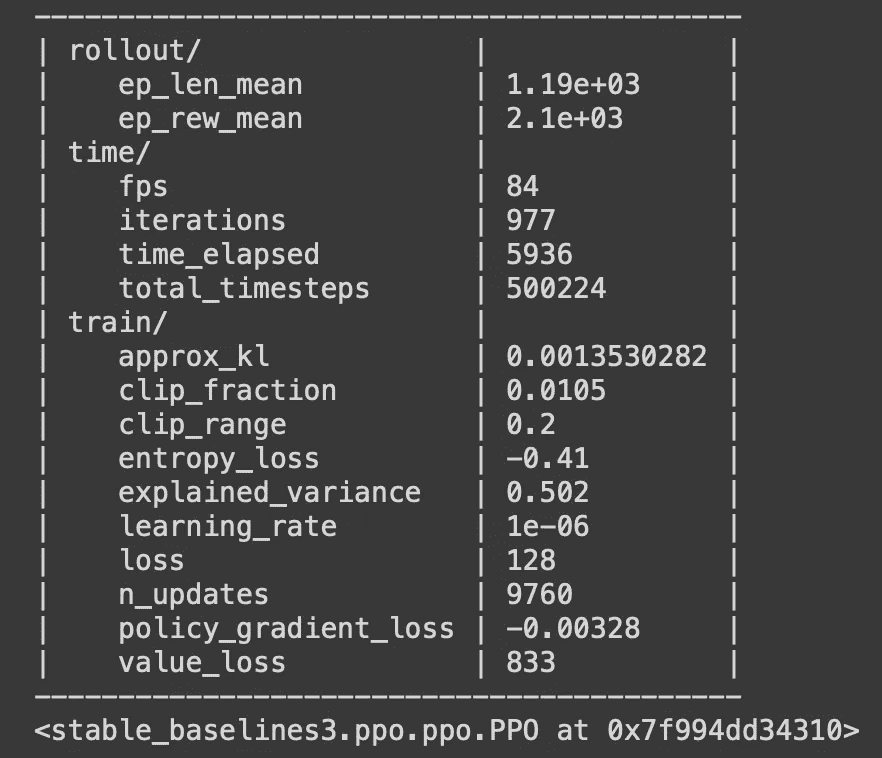 -------------------------------------------
| rollout/                |               |
|    ep_len_mean          | 1.19e+03      |
|    ep_rew_mean          | 2.1e+03       |
| time/                   |               |
|    fps                  | 84            |
|    iterations           | 977           |
|    time_elapsed         | 5936          |
|    total_timesteps      | 500224        |
| train/                  |               |
|    approx_kl            | 0.0013530282  |
|    clip_fraction        | 0.0105        |
|    clip_range           | 0.2           |
|    entropy_loss         | -0.41         |
|    explained_variance   | 0.502         |
|    learning_rate        | 1e-06         |
|    loss                 | 128           |
|    n_updates            | 9760          |
|    policy_gradient_loss | -0.00328      |
|    value_loss           | 833           |
-------------------------------------------
<stable_baselines3.ppo.ppo.PPO at 0x7f994dd34310>